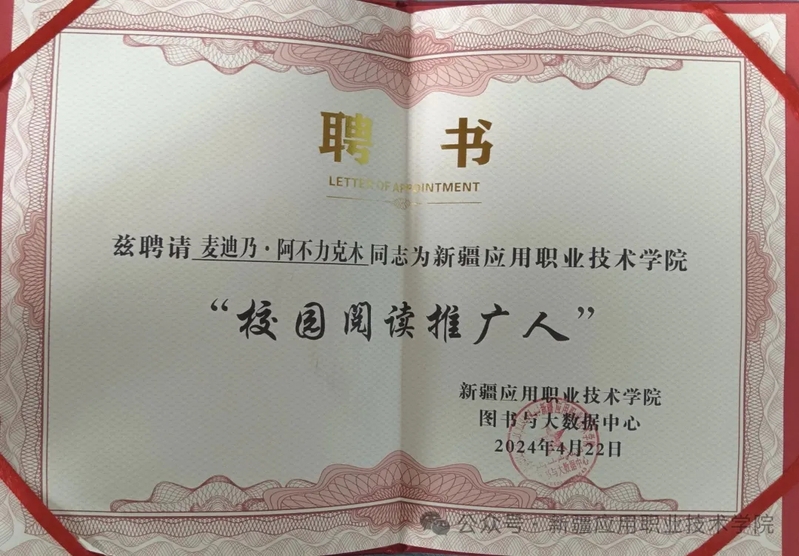 聘书
LETTER OF APPOINTMENT
兹聘请 麦迪乃·阿不力克木 同志为新疆应用职业技术学院
“校园阅读推广人”
新疆应用职业技术学院
图书与大数据中心
2024年4月22日
公众号·新疆应用职业技术学院